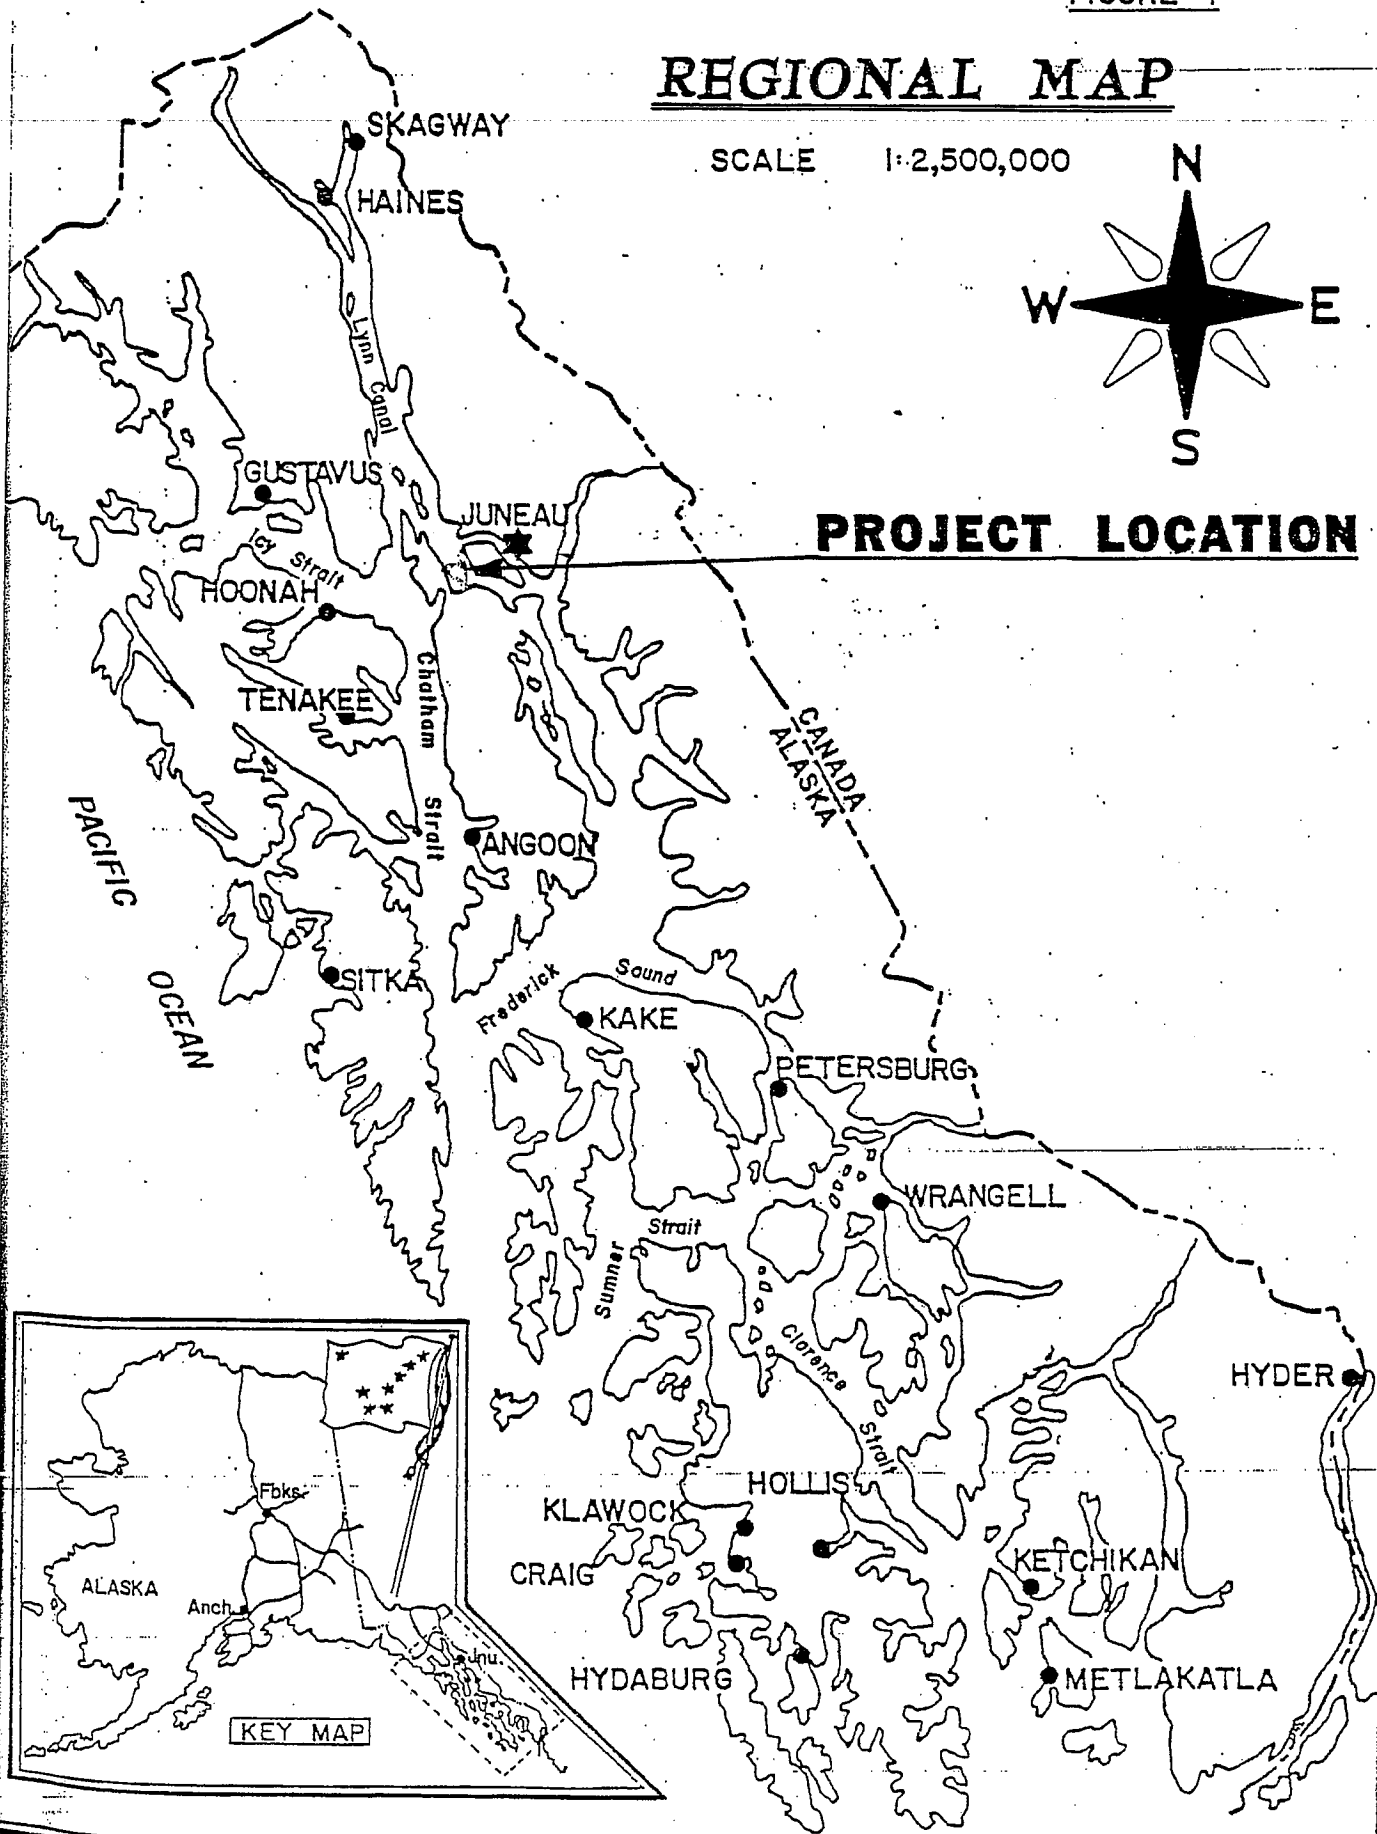 FIGURE 1
REGIONAL MAP
SCALE 1:2,500,000
N
W E
S
SKAGWAY
HAINES
Lynn Canal
GUSTAVUS
JUNEAU
PROJECT LOCATION
Icy Strait
HOONAH
TENAKEE
Chatham Strait
CANADA
ALASKA
PACIFIC
OCEAN
ANGOON
SITKA
Frederick Sound
KAKE
PETERSBURG
WRANGELL
Sumner Strait
Clarence Strait
HYDER
HOLLIS
KLAWOCK
CRAIG
KETCHIKAN
HYDABURG
METLAKATLA
Fbks.
ALASKA
Anch.
Jnu.
KEY MAP